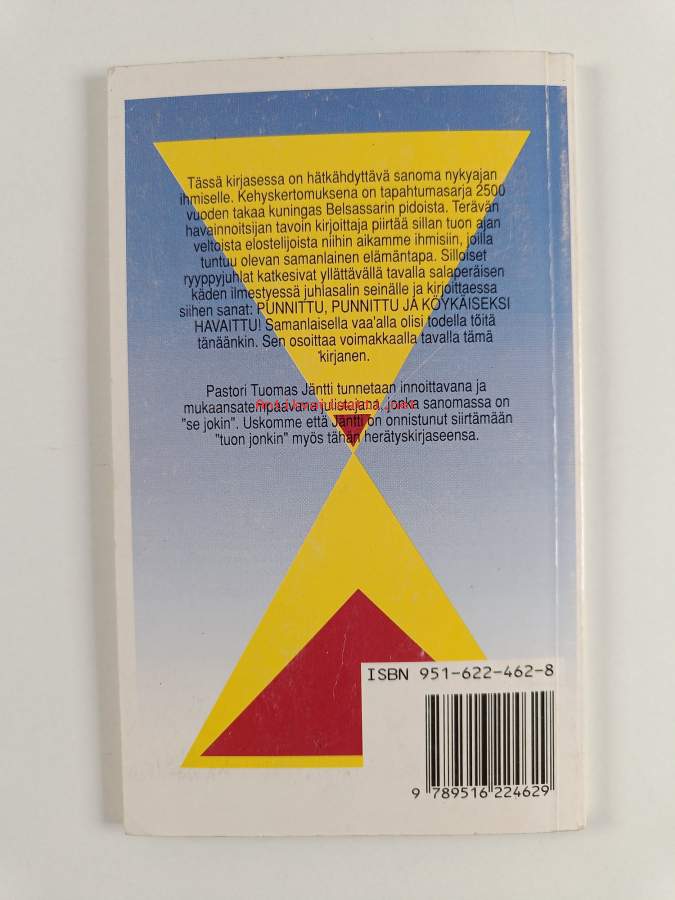 Tässä kirjasessa on hätkähdyttävä sanoma nykyajan
ihmiselle. Kehyskertomuksena on tapahtumasarja 2500
vuoden takaa kuningas Belsassarin pidoista. Terävän
havainnoitsijan tavoin kirjoittaja piirtää sillan tuon ajan
veltoista elostelijoista niihin aikamme ihmisiin, joilla
tuntuu olevan samanlainen elämäntapa. Silloiset
ryyppyjuhlat katkesivat yllättävällä tavalla salaperäisen
käden ilmestyessä juhlasalin seinälle ja kirjoittaessa
siihen sanat: PUNNITTU, PUNNITTU JA KÖYKÄISEKSI
HAVAITTU! Samanlaisella vaa'alla olisi todella töitä
tänäänkin. Sen osoittaa voimakkaalla tavalla tämä
kirjanen.
Pastori Tuomas Jäntti tunnetaan innoittavana ja
mukaansatempaavana julistajana, jonka sanomassa on
"se jokin". Uskomme että Jäntti on onnistunut siirtämään
"tuon jonkin" myös tähän herätyskirjaseensa.
ISBN 951-622-462-8
9 789516 224629